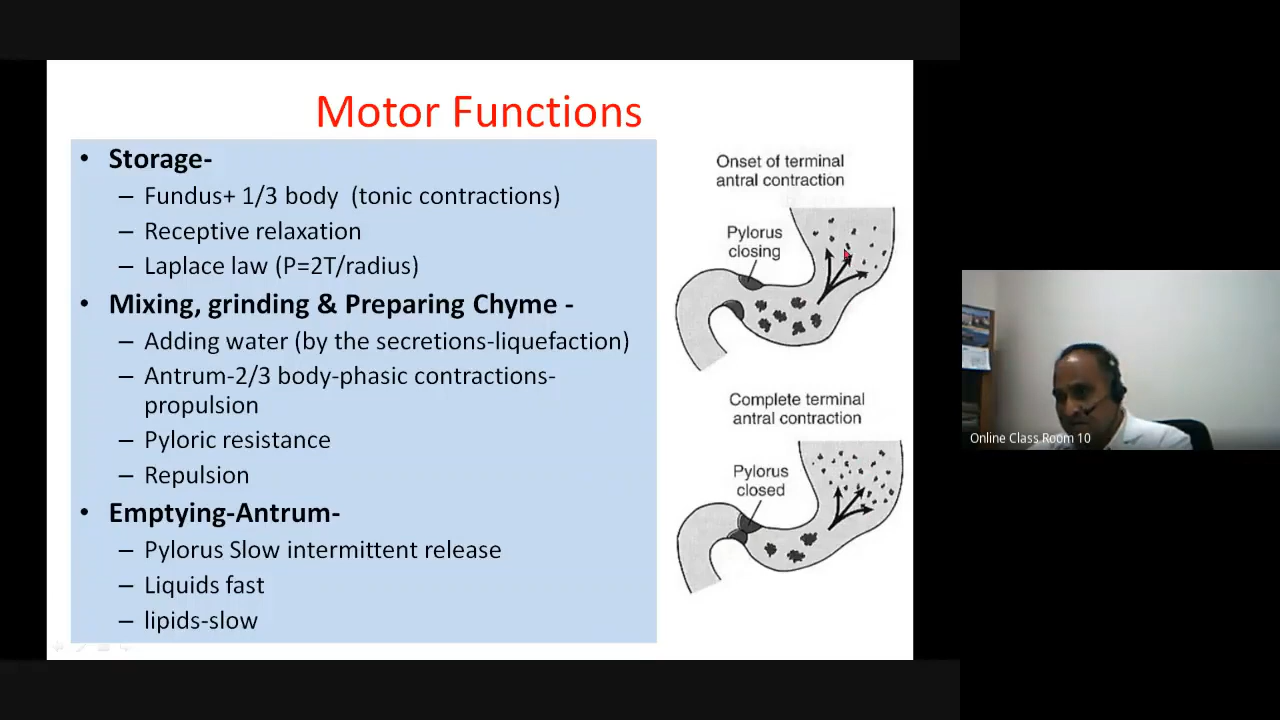 Motor Functions
• Storage-
– Fundus+ 1/3 body (tonic contractions)
– Receptive relaxation
– Laplace law (P=2T/radius)
• Mixing, grinding & Preparing Chyme -
– Adding water (by the secretions-liquefaction)
– Antrum-2/3 body-phasic contractions-
propulsion
– Pyloric resistance
– Repulsion
• Emptying-Antrum-
– Pylorus Slow intermittent release
– Liquids fast
– lipids-slow
Onset of terminal
antral contraction
Pylorus
closing
Complete terminal
antral contraction
Pylorus
closed
Online Class Room 10